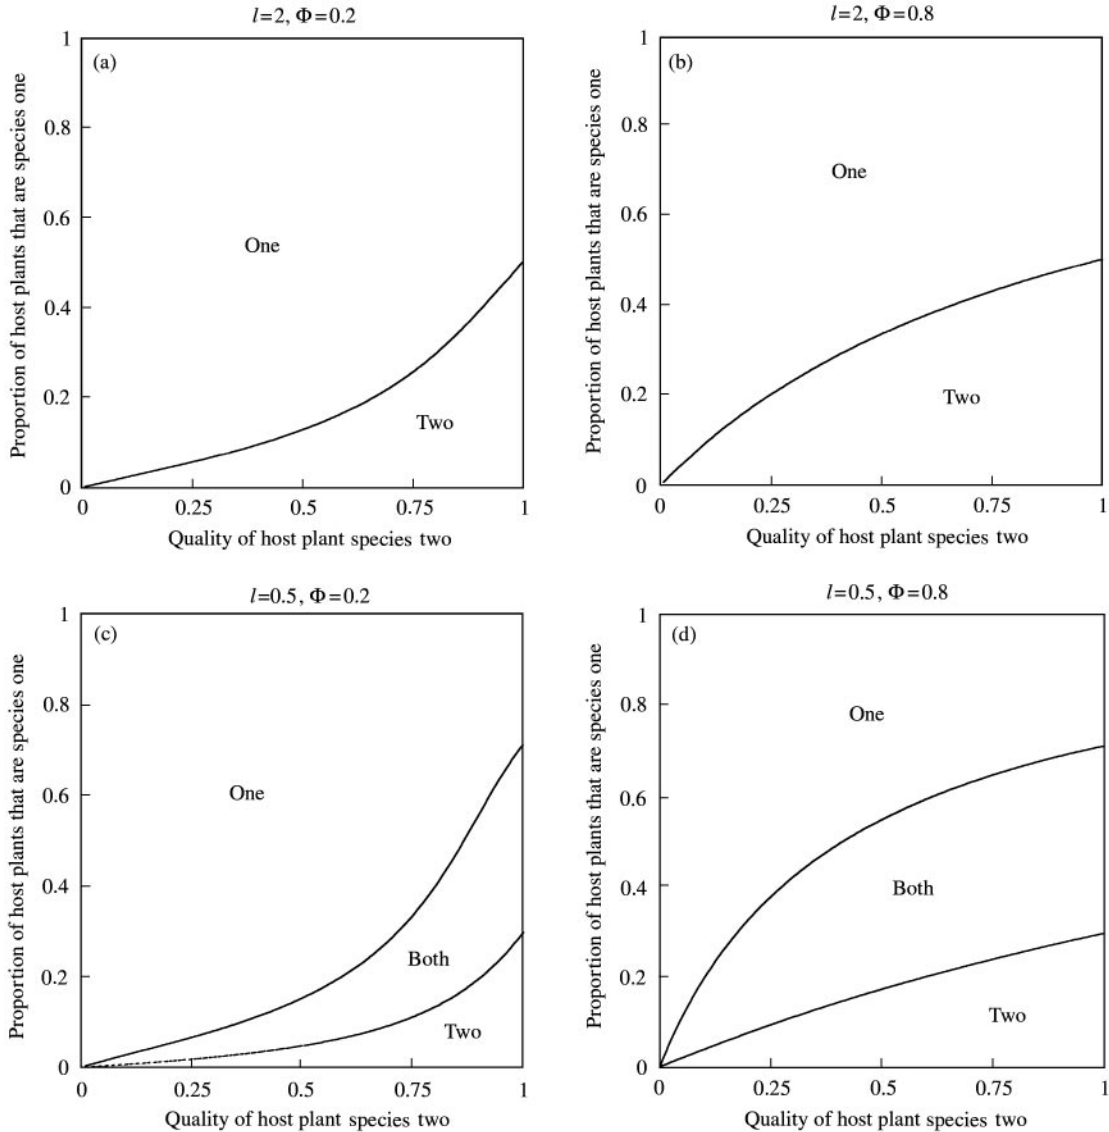 l=2, Φ=0.2
(a)
Proportion of host plants that are species one
1
0.8
0.6
0.4
0.2
0
One
Two
0
0.25
0.5
0.75
1
Quality of host plant species two
l=2, Φ=0.8
(b)
Proportion of host plants that are species one
1
0.8
0.6
0.4
0.2
0
One
Two
0
0.25
0.5
0.75
1
Quality of host plant species two
l=0.5, Φ=0.2
(c)
Proportion of host plants that are species one
1
0.8
0.6
0.4
0.2
0
One
Both
Two
0
0.25
0.5
0.75
1
Quality of host plant species two
l=0.5, Φ=0.8
(d)
Proportion of host plants that are species one
1
0.8
0.6
0.4
0.2
0
One
Both
Two
0
0.25
0.5
0.75
1
Quality of host plant species two